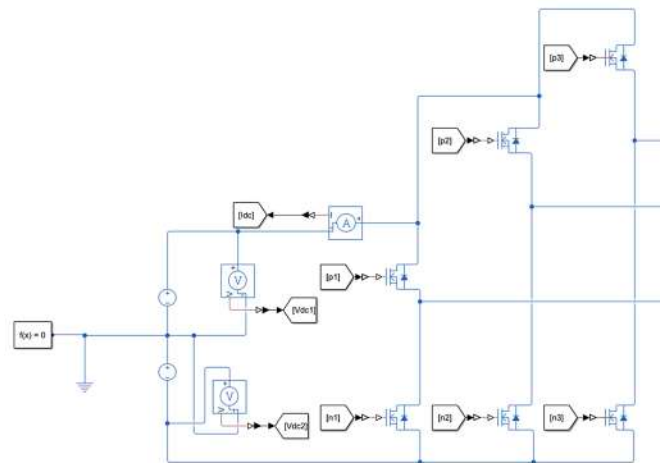 [p3]
[p2]
[Idc]
I
A
+
[p1]
V
[Vdc1]
f(x) = 0
V
[n1]
[n2]
[n3]
[Vdc2]